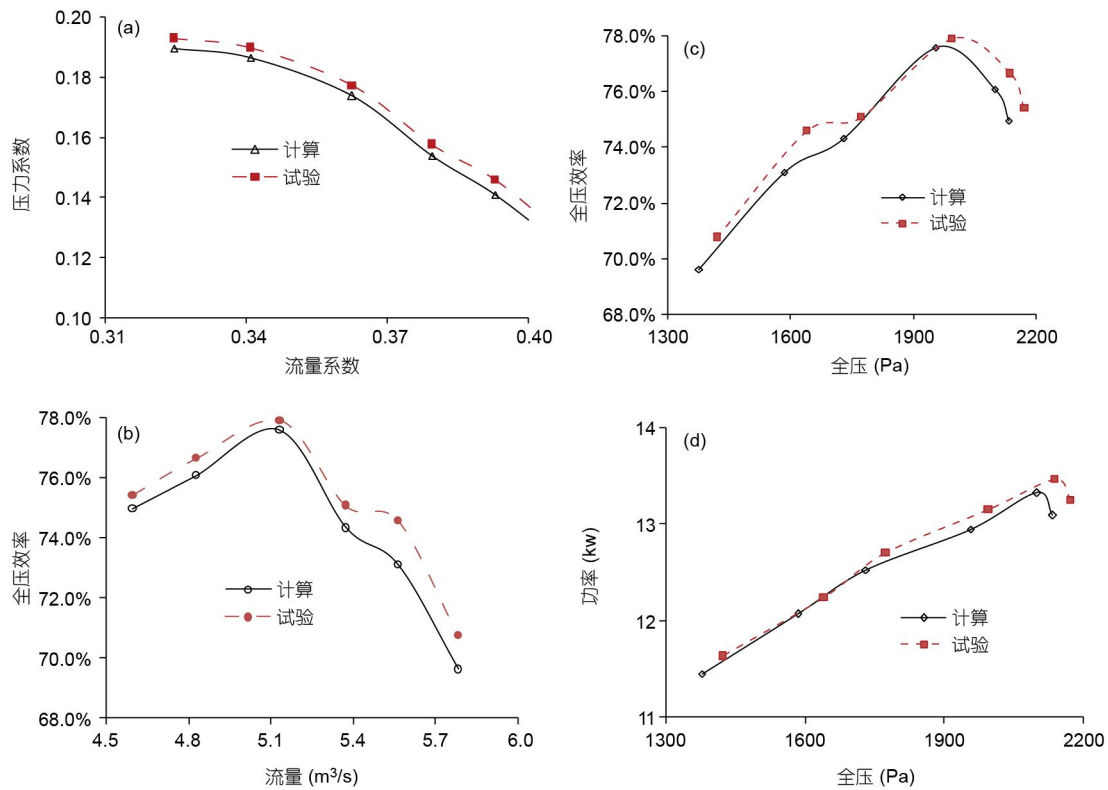 (a)
0.20
0.18
0.16
0.14
0.12
0.10
压力系数
计算
试验
0.31 0.34 0.37 0.40
流量系数
(c)
78.0%
76.0%
74.0%
72.0%
70.0%
68.0%
全压效率
计算
试验
1300 1600 1900 2200
全压 (Pa)
(b)
78.0%
76.0%
74.0%
72.0%
70.0%
68.0%
全压效率
计算
试验
4.5 4.8 5.1 5.4 5.7 6.0
流量 (m³/s)
(d)
14
13
12
11
功率 (kw)
计算
试验
1300 1600 1900 2200
全压 (Pa)